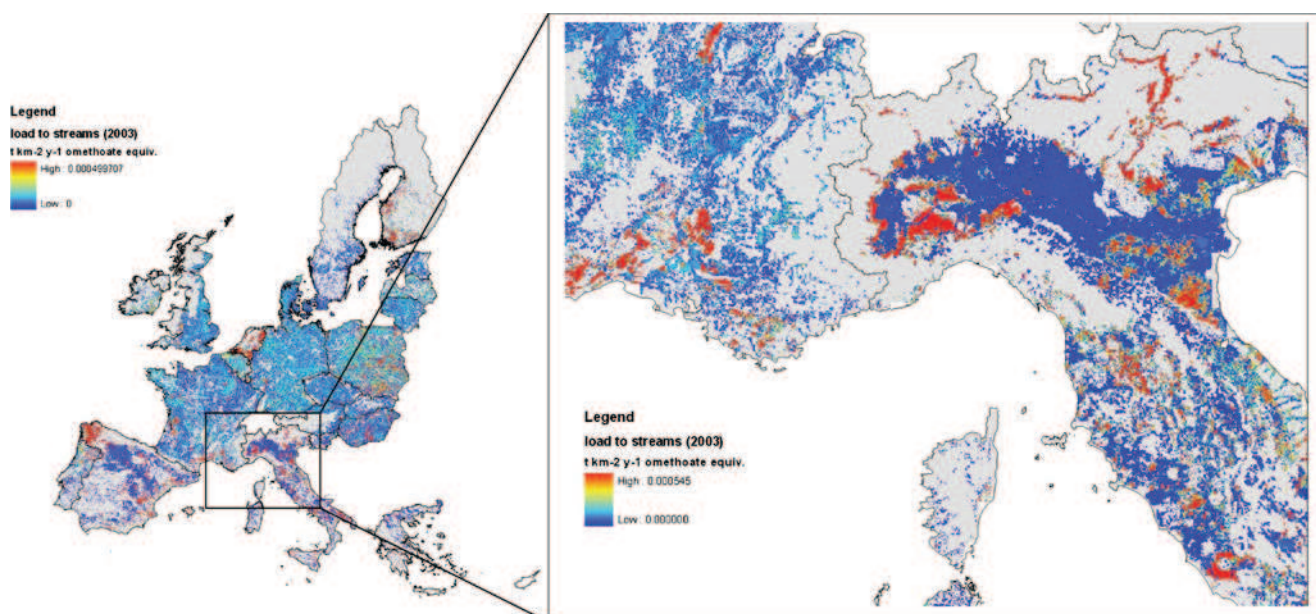 Legend
load to streams (2003)
t km-2 y-1 omethoate equiv.
High : 0.000499707
Low : 0
Legend
load to streams (2003)
t km-2 y-1 omethoate equiv.
High : 0.000545
Low : 0.000000